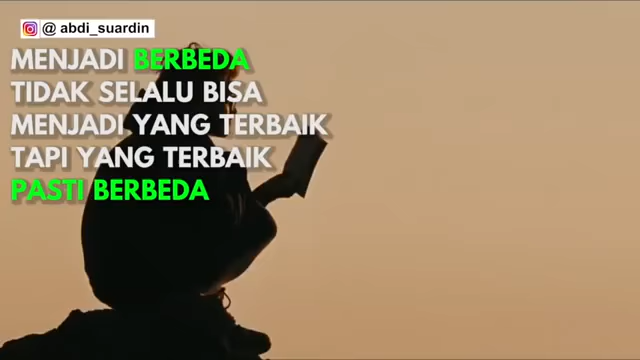 @ abdi_suardin
MENJADI BERBEDA
TIDAK SELALU BISA
MENJADI YANG TERBAIK
TAPI YANG TERBAIK
PASTI BERBEDA